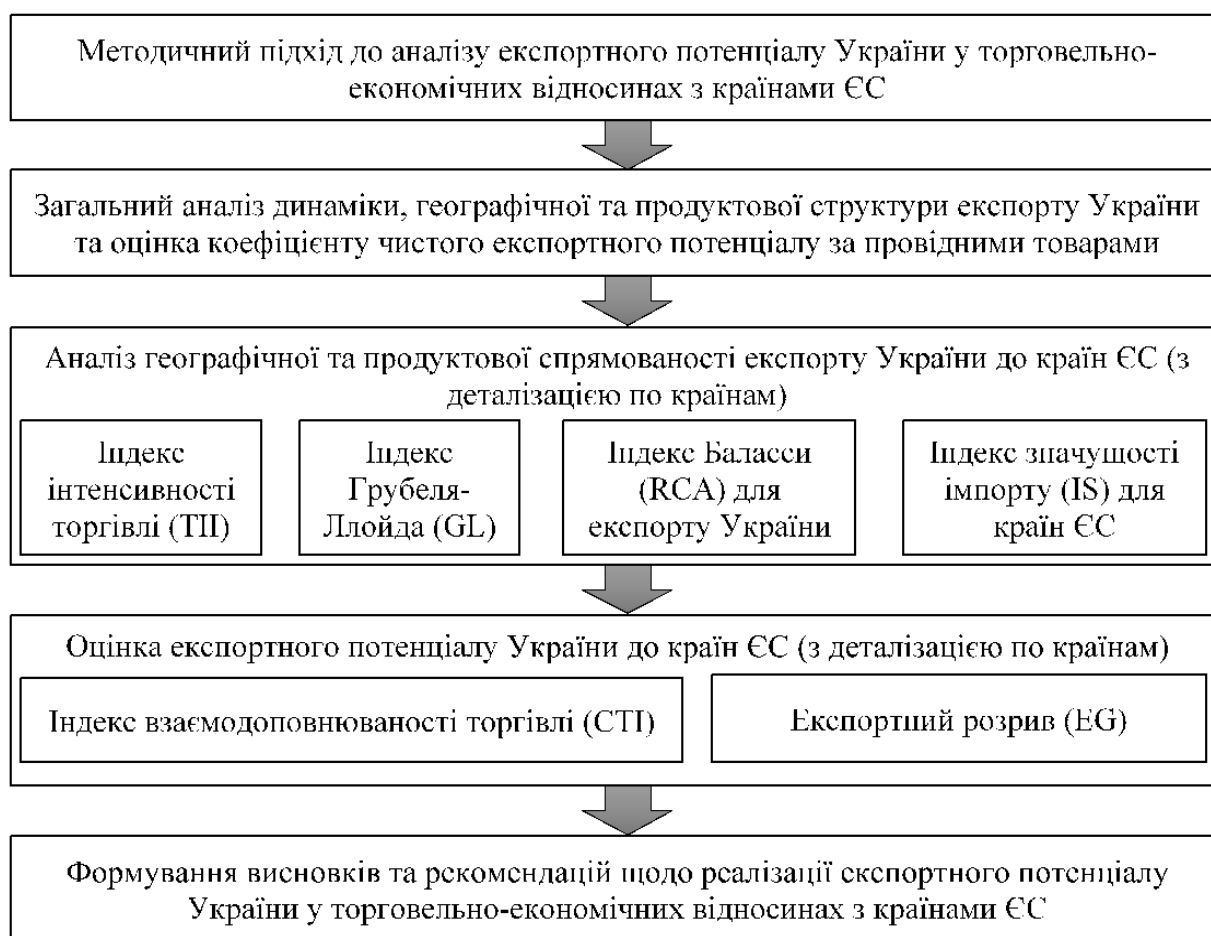 Методичний підхід до аналізу експортного потенціалу України у торговельно-
економічних відносинах з країнами ЄС
Загальний аналіз динаміки, географічної та продуктової структури експорту України
та оцінка коефіцієнту чистого експортного потенціалу за провідними товарами
Аналіз географічної та продуктової спрямованості експорту України до країн ЄС (з
деталізацією по країнам)
Індекс
інтенсивності
торгівлі (ТІІ)
Індекс
Грубеля-
Ллойда (GL)
Індекс Баласси
(RCA) для
експорту України
Індекс значущості
імпорту (IS) для
країн ЄС
Оцінка експортного потенціалу України до країн ЄС (з деталізацією по країнам)
Індекс взаємодоповнюваності торгівлі (CTI)
Експортний розрив (EG)
Формування висновків та рекомендацій щодо реалізації експортного потенціалу
України у торговельно-економічних відносинах з країнами ЄС